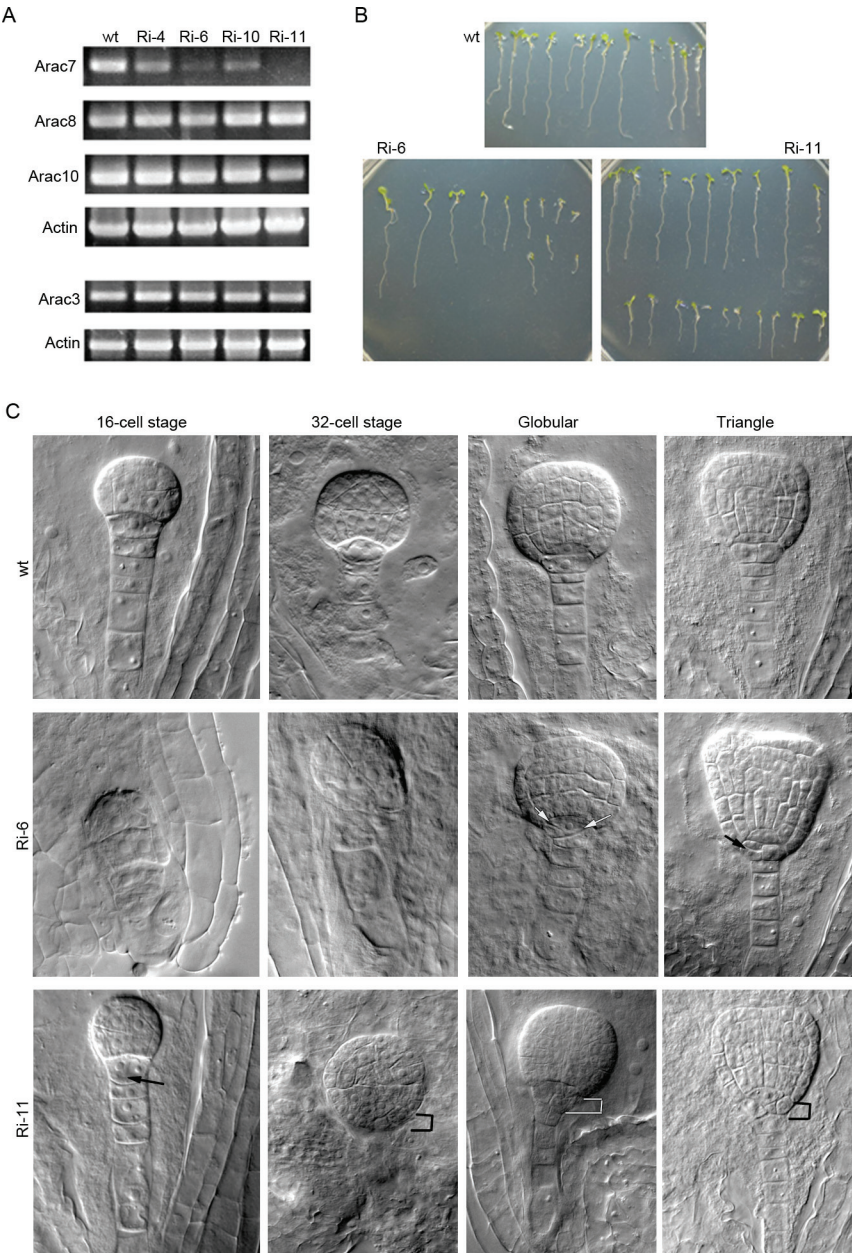 A
wt Ri-4 Ri-6 Ri-10 Ri-11
Arac7
Arac8
Arac10
Actin
Arac3
Actin
B
wt
Ri-6 Ri-11
C
16-cell stage 32-cell stage Globular Triangle
wt
Ri-6
Ri-11